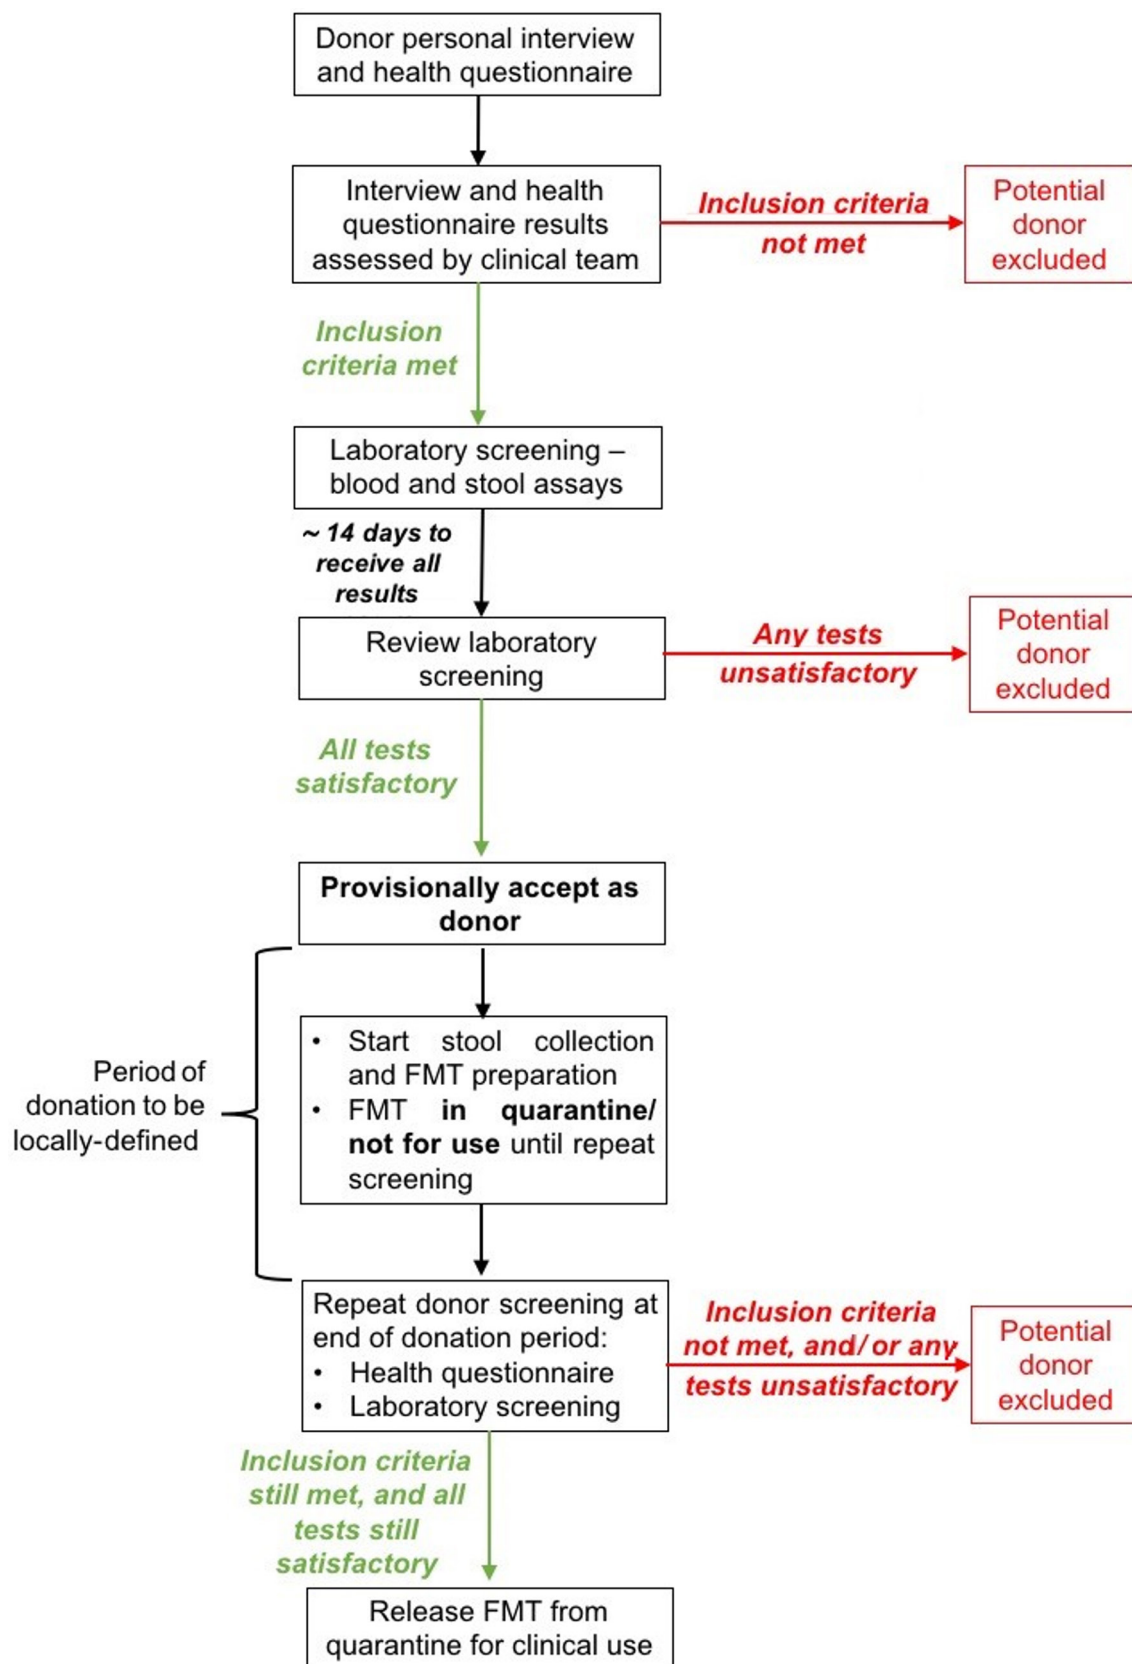 Donor personal interview
and health questionnaire
Interview and health
questionnaire results
assessed by clinical team
Inclusion criteria
not met
Potential
donor
excluded
Inclusion
criteria met
Laboratory screening –
blood and stool assays
~ 14 days to
receive all
results
Review laboratory
screening
Any tests
unsatisfactory
Potential
donor
excluded
All tests
satisfactory
Provisionally accept as
donor
Period of
donation to be
locally-defined
• Start stool collection
and FMT preparation
• FMT in quarantine/
not for use until repeat
screening
Repeat donor screening at
end of donation period:
• Health questionnaire
• Laboratory screening
Inclusion criteria
not met, and/or any
tests unsatisfactory
Potential
donor
excluded
Inclusion criteria
still met, and all
tests still
satisfactory
Release FMT from
quarantine for clinical use